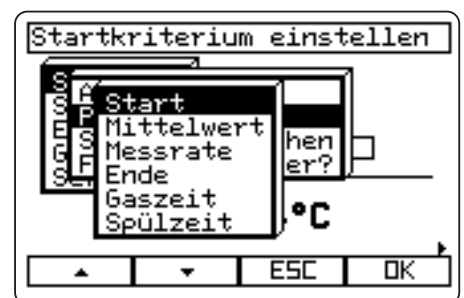 Startkriterium einstellen
Start
Mittelwert
Messrate
Ende
Gaszeit
Spülzeit
hen
er?
°C
ESC
OK